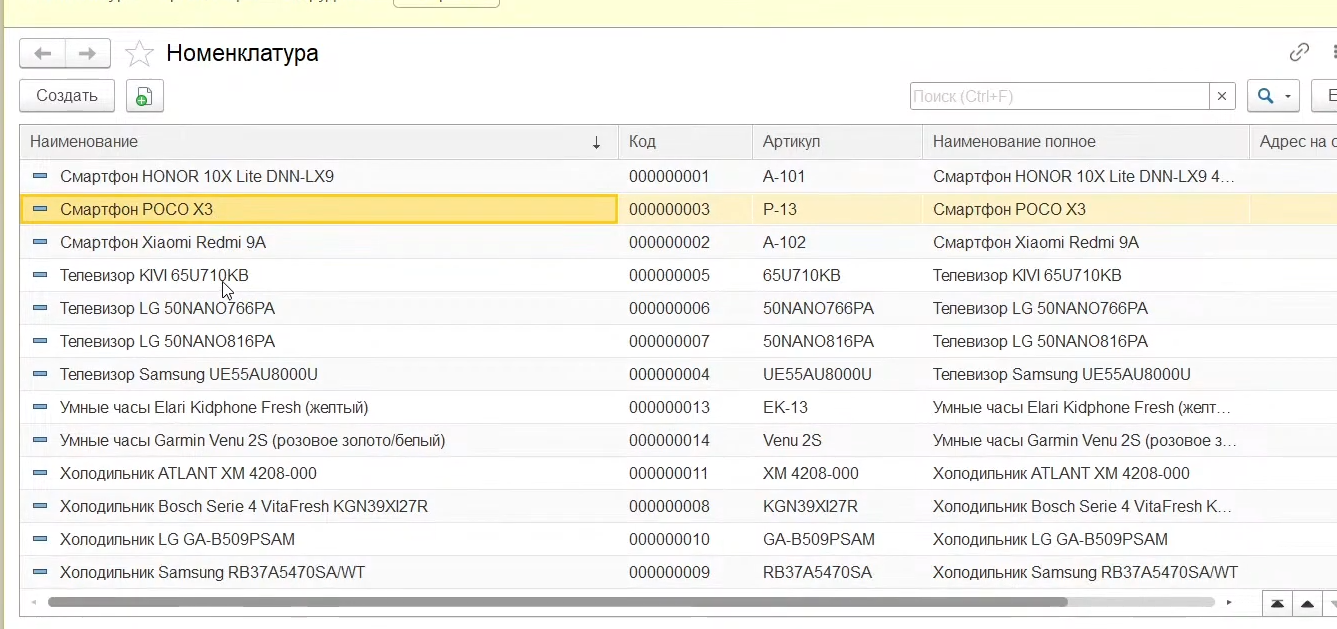 Номенклатура
Создать
Поиск (Ctrl+F)
Наименование ↓ Код Артикул Наименование полное Адрес на с
Смартфон HONOR 10X Lite DNN-LX9 000000001 A-101 Смартфон HONOR 10X Lite DNN-LX9 4...
Смартфон POCO X3 000000003 P-13 Смартфон POCO X3
Смартфон Xiaomi Redmi 9A 000000002 A-102 Смартфон Xiaomi Redmi 9A
Телевизор KIVI 65U710KB 000000005 65U710KB Телевизор KIVI 65U710KB
Телевизор LG 50NANO766PA 000000006 50NANO766PA Телевизор LG 50NANO766PA
Телевизор LG 50NANO816PA 000000007 50NANO816PA Телевизор LG 50NANO816PA
Телевизор Samsung UE55AU8000U 000000004 UE55AU8000U Телевизор Samsung UE55AU8000U
Умные часы Elari Kidphone Fresh (желтый) 000000013 EK-13 Умные часы Elari Kidphone Fresh (желт...
Умные часы Garmin Venu 2S (розовое золото/белый) 000000014 Venu 2S Умные часы Garmin Venu 2S (розовое з...
Холодильник ATLANT ХМ 4208-000 000000011 ХМ 4208-000 Холодильник ATLANT ХМ 4208-000
Холодильник Bosch Serie 4 VitaFresh KGN39XI27R 000000008 KGN39XI27R Холодильник Bosch Serie 4 VitaFresh K...
Холодильник LG GA-B509PSAM 000000010 GA-B509PSAM Холодильник LG GA-B509PSAM
Холодильник Samsung RB37A5470SA/WT 000000009 RB37A5470SA Холодильник Samsung RB37A5470SA/WT